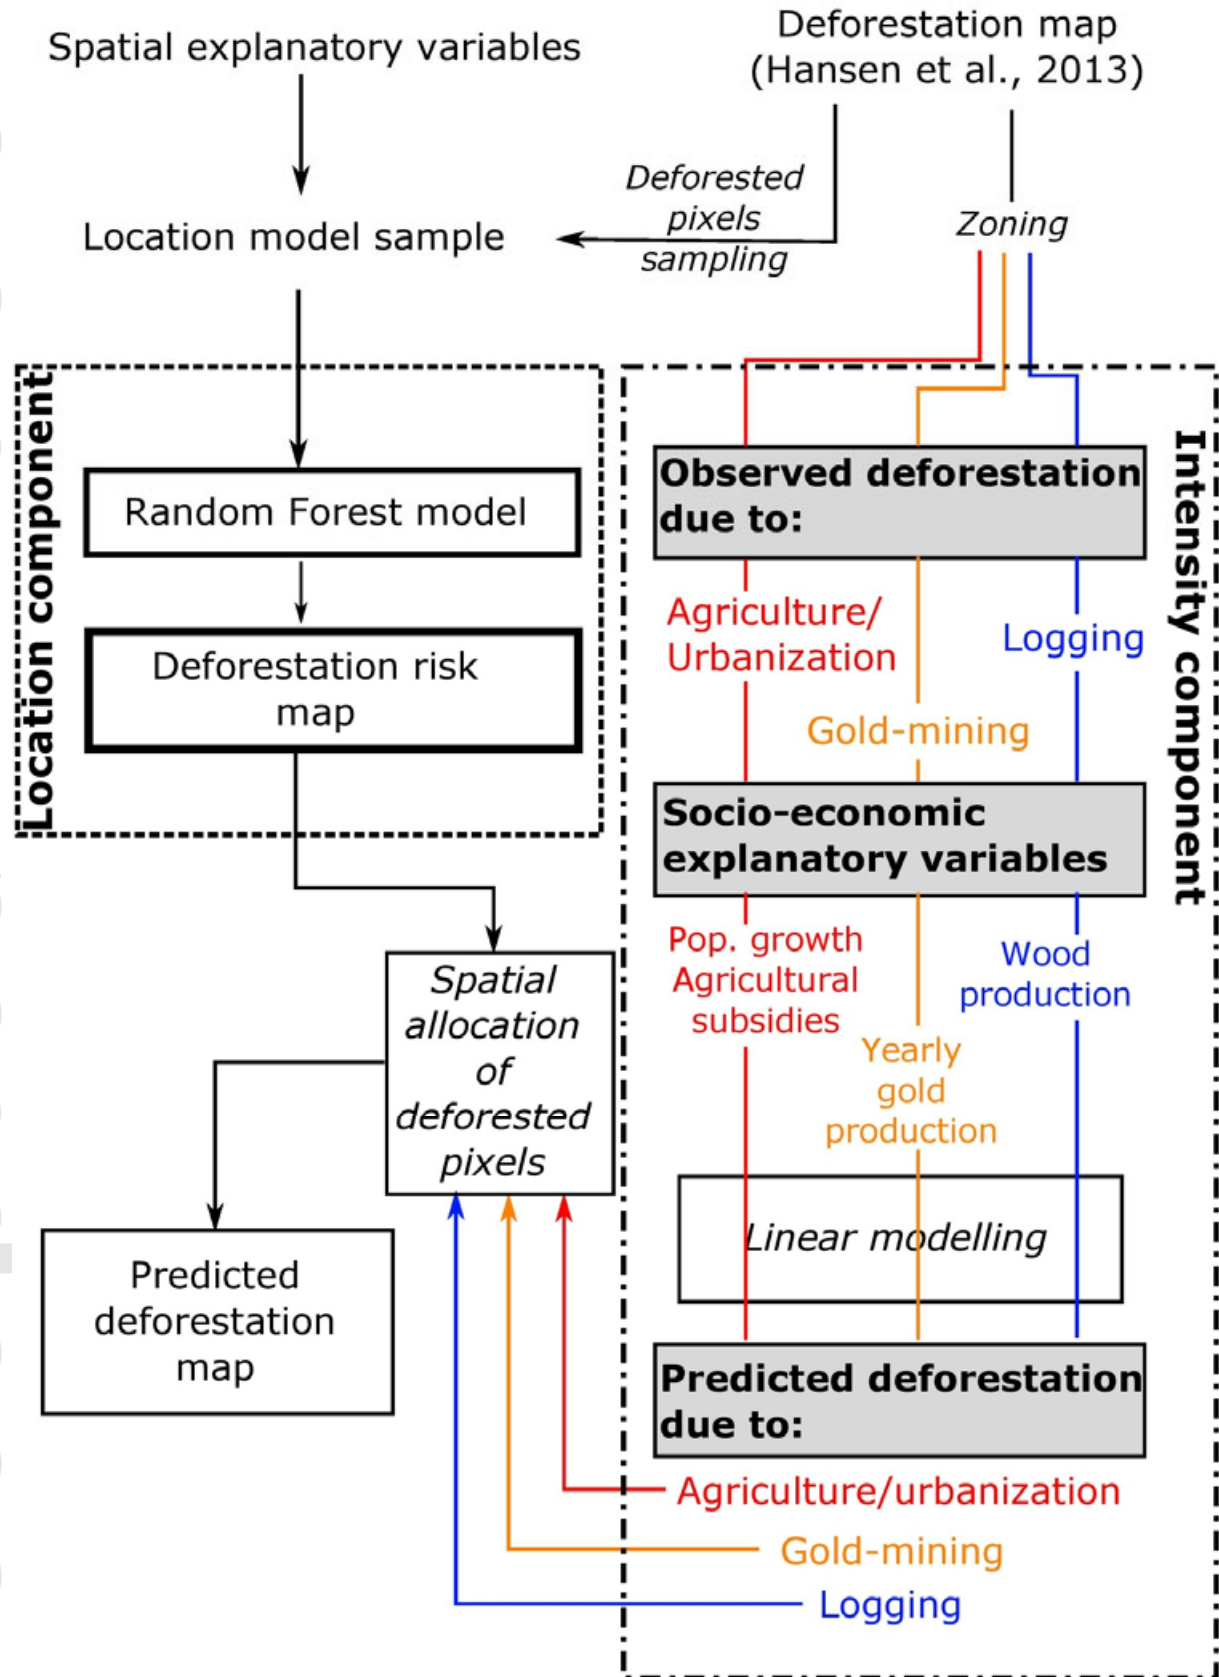 Spatial explanatory variables
Deforestation map
(Hansen et al., 2013)
Deforested
pixels
sampling
Zoning
Location model sample
Location component
Random Forest model
Deforestation risk
map
Intensity component
Observed deforestation
due to:
Agriculture/
Urbanization
Logging
Gold-mining
Socio-economic
explanatory variables
Pop. growth
Agricultural
subsidies
Wood
production
Yearly
gold
production
Spatial
allocation
of
deforested
pixels
Linear modelling
Predicted
deforestation
map
Predicted deforestation
due to:
Agriculture/urbanization
Gold-mining
Logging